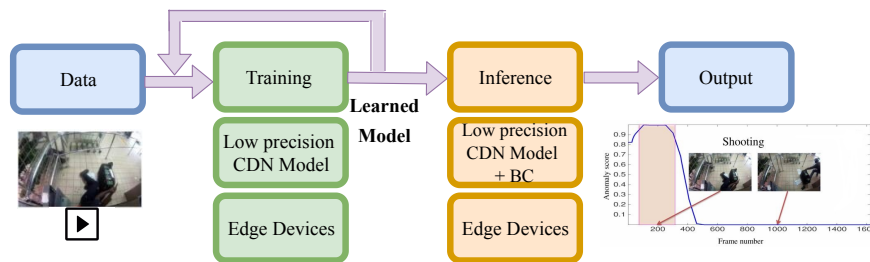 Data
Training
Inference
Output
Learned
Model
Low precision
CDN Model
Low precision
CDN Model
+ BC
Edge Devices
Edge Devices
Shooting
Anomaly score
0.9
0.8
0.7
0.6
0.5
0.4
0.3
0.2
0.1
200 400 600 800 1000 1200 1400 160
Frame number